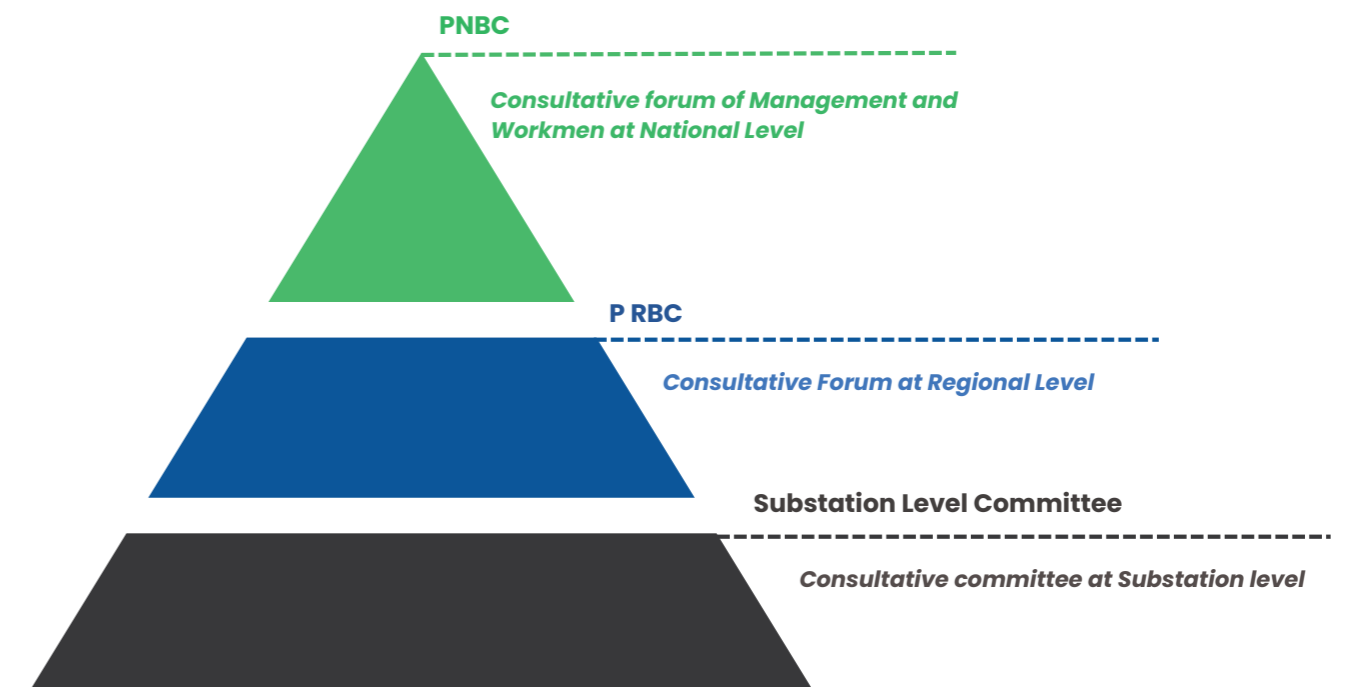 PNBC
Consultative forum of Management and
Workmen at National Level
P RBC
Consultative Forum at Regional Level
Substation Level Committee
Consultative committee at Substation level